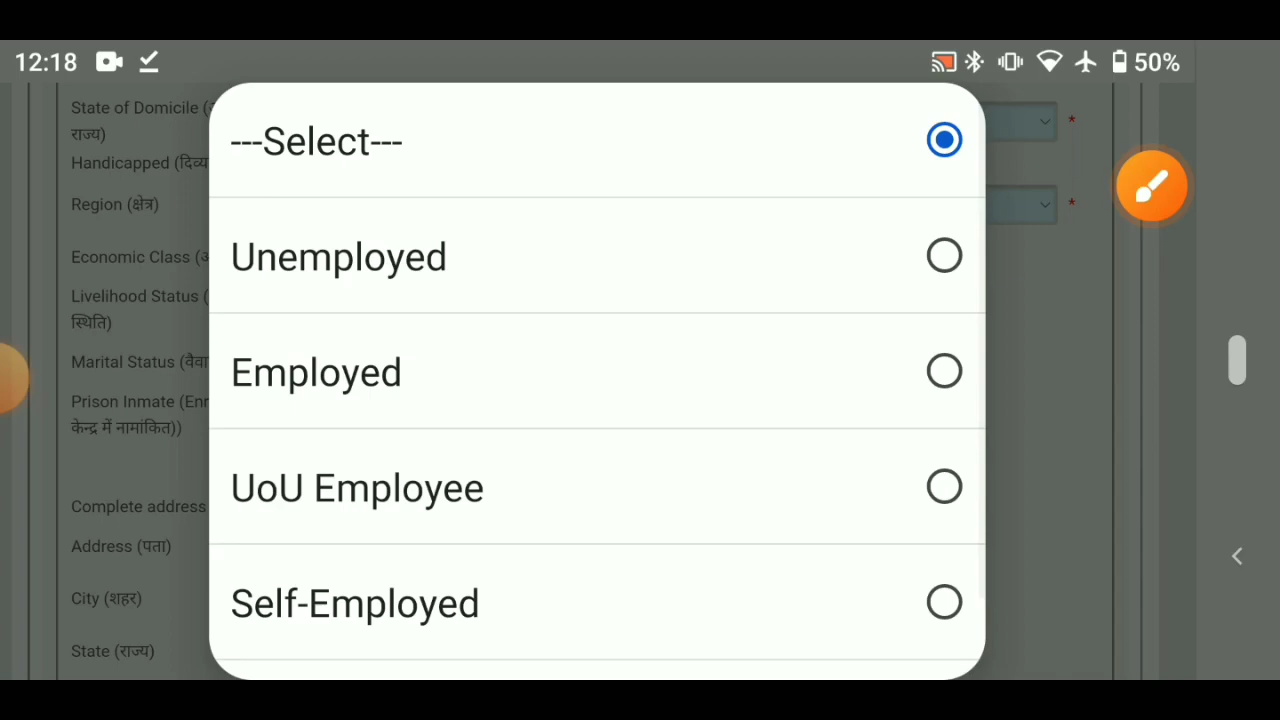 12:18
50%
State of Domicile (
राज्य)
Handicapped (दिव्य
Region (क्षेत्र)
Economic Class (
Livelihood Status (
स्थिति)
Marital Status (वैवा
Prison Inmate (Enr
केन्द्र में नामांकित))
Complete address
Address (पता)
City (शहर)
State (राज्य)
---Select---
Unemployed
Employed
UoU Employee
Self-Employed
*
*